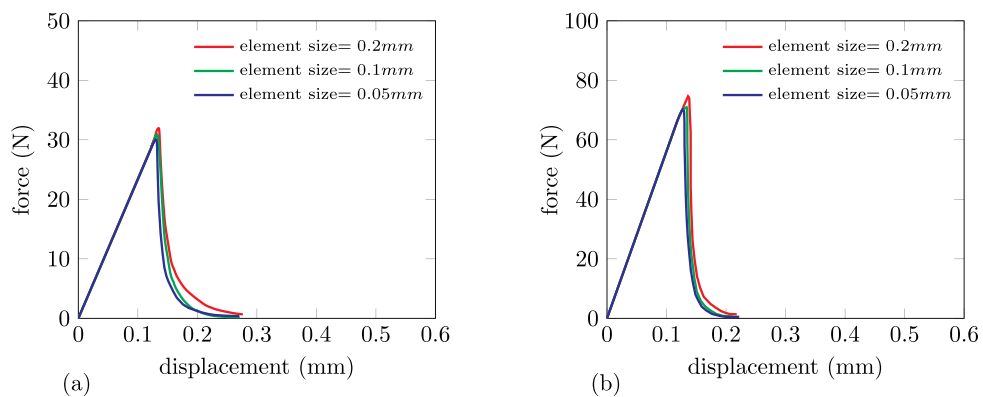 50
40
30
20
10
0
force (N)
element size= 0.2mm
element size= 0.1mm
element size= 0.05mm
0 0.1 0.2 0.3 0.4 0.5 0.6
displacement (mm)
(a)
100
80
60
40
20
0
force (N)
element size= 0.2mm
element size= 0.1mm
element size= 0.05mm
0 0.1 0.2 0.3 0.4 0.5 0.6
displacement (mm)
(b)